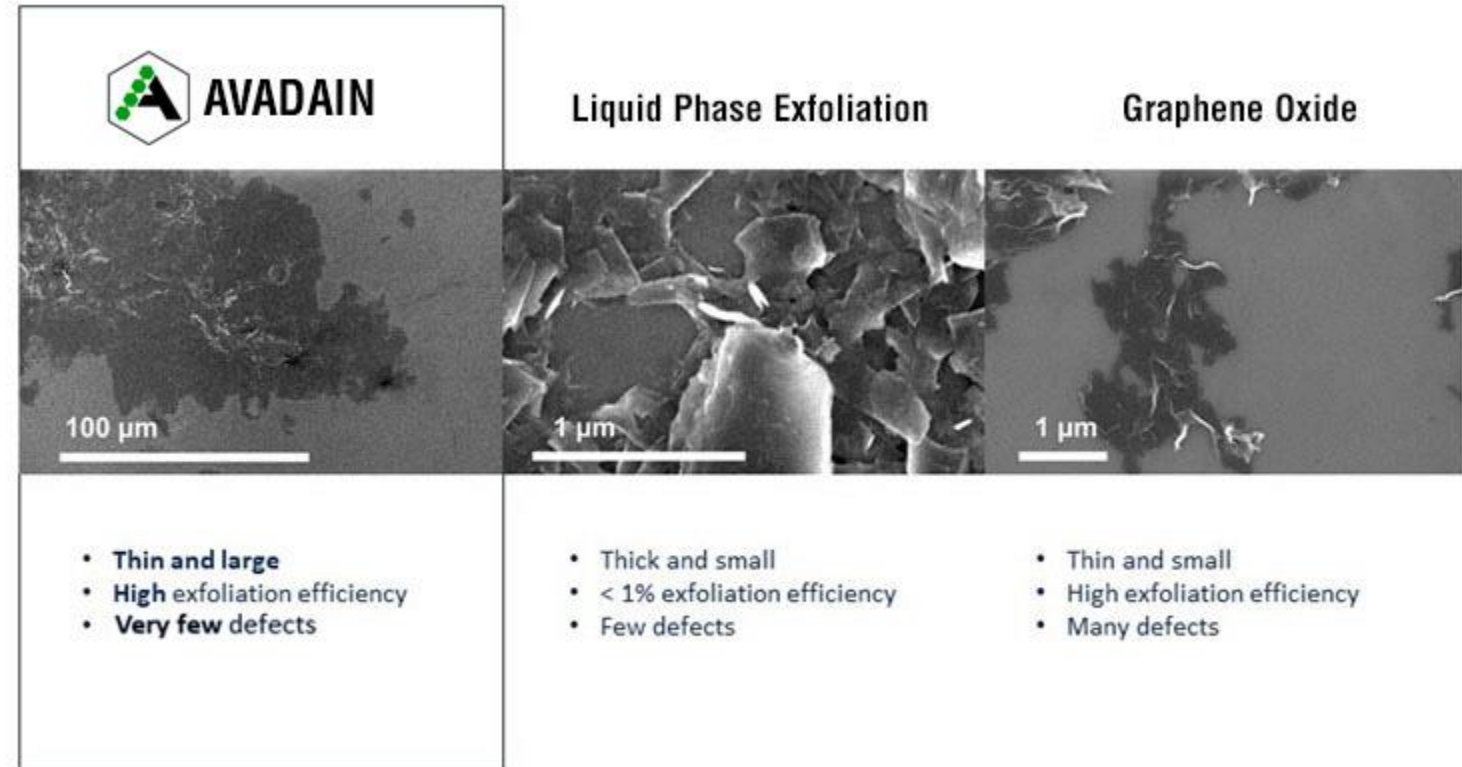 AVADAIN
Liquid Phase Exfoliation
Graphene Oxide
100 µm
1 µm
1 µm
• Thin and large
• High exfoliation efficiency
• Very few defects
• Thick and small
• < 1% exfoliation efficiency
• Few defects
• Thin and small
• High exfoliation efficiency
• Many defects